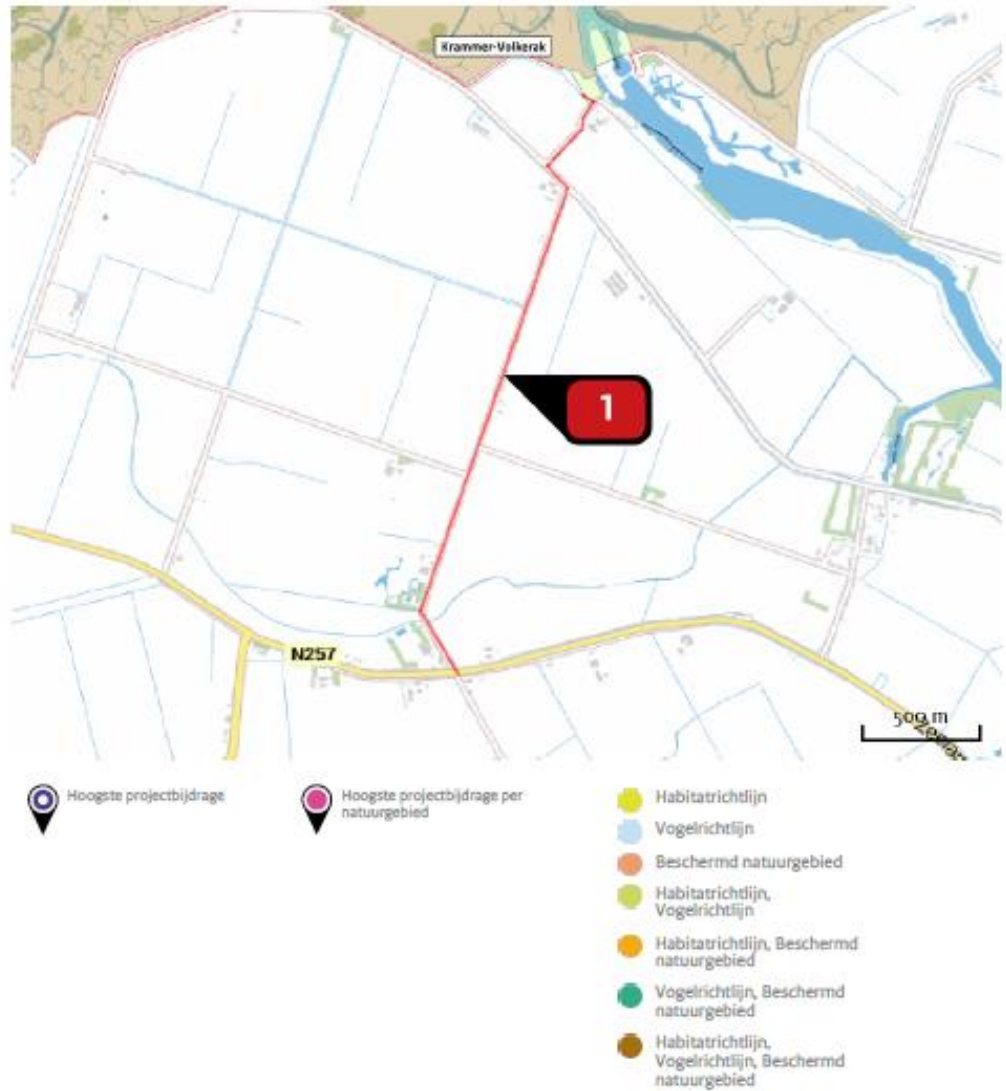 Krammer-Volkerak
1
N257
500 m
Hoogste projectbijdrage
Hoogste projectbijdrage per
natuurgebied
Habitatrichtlijn
Vogelrichtlijn
Beschermd natuurgebied
Habitatrichtlijn,
Vogelrichtlijn
Habitatrichtlijn, Beschermd
natuurgebied
Vogelrichtlijn, Beschermd
natuurgebied
Habitatrichtlijn,
Vogelrichtlijn, Beschermd
natuurgebied